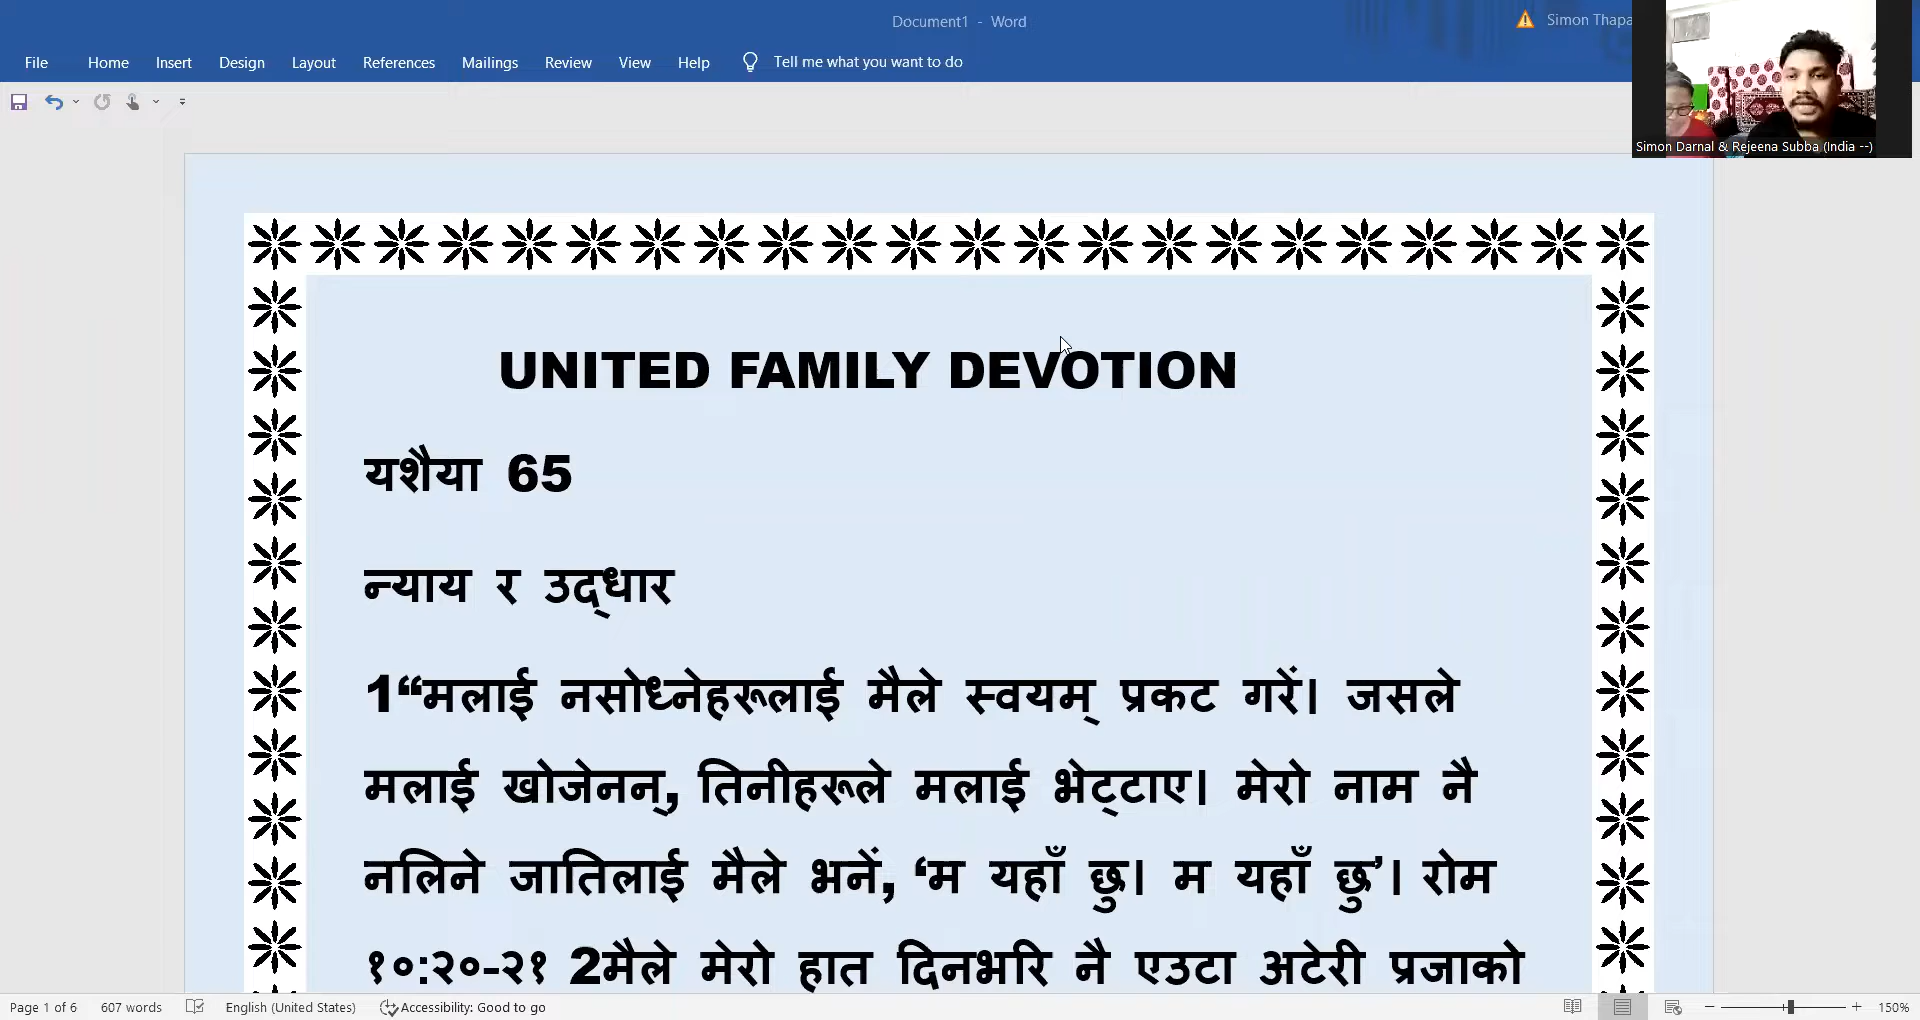 Document1 - Word
Simon Thapa
File Home Insert Design Layout References Mailings Review View Help Tell me what you want to do
Simon Darnal & Rejeena Subba (India --)
UNITED FAMILY DEVOTION
यशैया 65
न्याय र उद्‌धार
1“मलाई नसोध्नेहरूलाई मैले स्वयम् प्रकट गरें। जसले
मलाई खोजेनन्, तिनीहरूले मलाई भेट्‌टाए। मेरो नाम नै
नलिने जातिलाई मैले भनें, ‘म यहाँ छु। म यहाँ छु’। रोम
१०:२०-२१ 2मैले मेरो हात दिनभरि नै एउटा अटेरी प्रजाको
Page 1 of 6 607 words English (United States) Accessibility: Good to go 150%